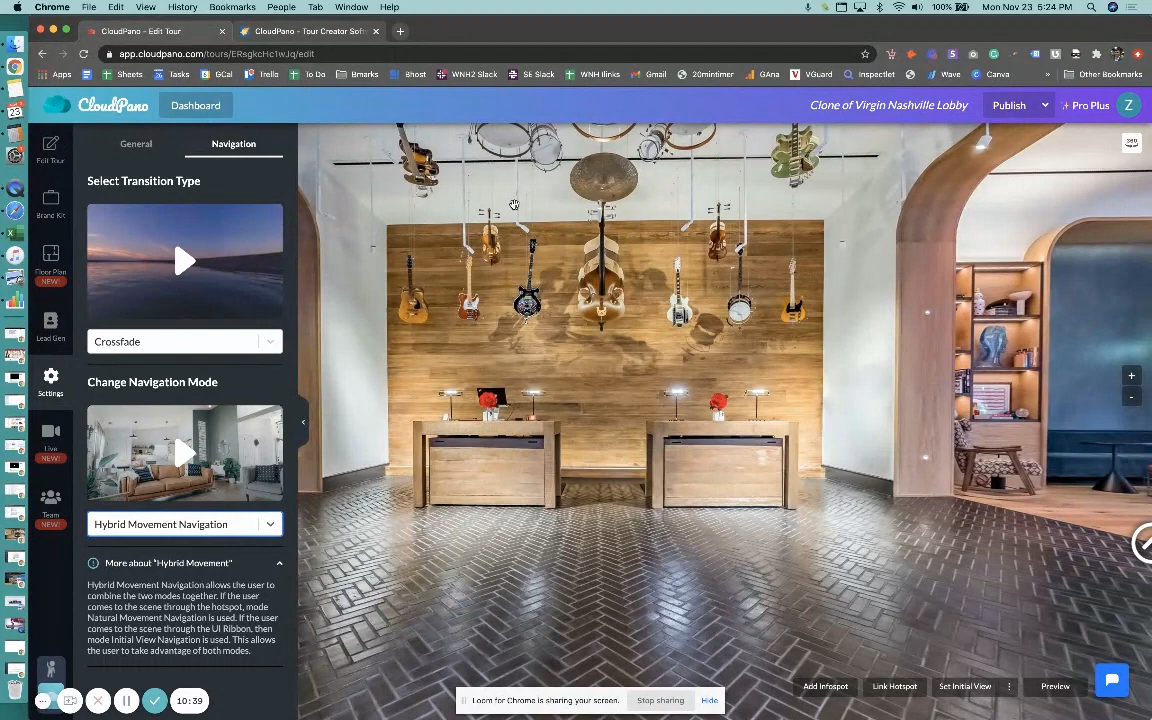 Chrome File Edit View History Bookmarks People Tab Window Help
100% Mon Nov 23 5:24 PM
CloudPano - Edit Tour
CloudPano - Tour Creator Soft
app.cloudpano.com/tours/ERsgkcHc1wJq/edit
Apps Sheets Tasks GCal Trello To Do Bmarks Bhost WNH2 Slack SE Slack WNH Ilinks Gmail 20mintimer GAna VGuard Inspectlet Wave Canva » Other Bookmarks
CloudPano Dashboard Clone of Virgin Nashville Lobby Publish Pro Plus Z
Edit Tour
Brand Kit
Floor Plan
NEW!
Lead Gen
Settings
Live
NEW!
Team
NEW!
General Navigation
Select Transition Type
Crossfade
Change Navigation Mode
Hybrid Movement Navigation
More about "Hybrid Movement"
Hybrid Movement Navigation allows the user to
combine the two modes together. If the user
comes to the scene through the hotspot, mode
Natural Movement Navigation is used. If the user
comes to the scene through the UI Ribbon, then
mode Initial View Navigation is used. This allows
the user to take advantage of both modes.
360
+
-
Add Infospot Link Hotspot Set Initial View Preview
10:39
Loom for Chrome is sharing your screen. Stop sharing Hide